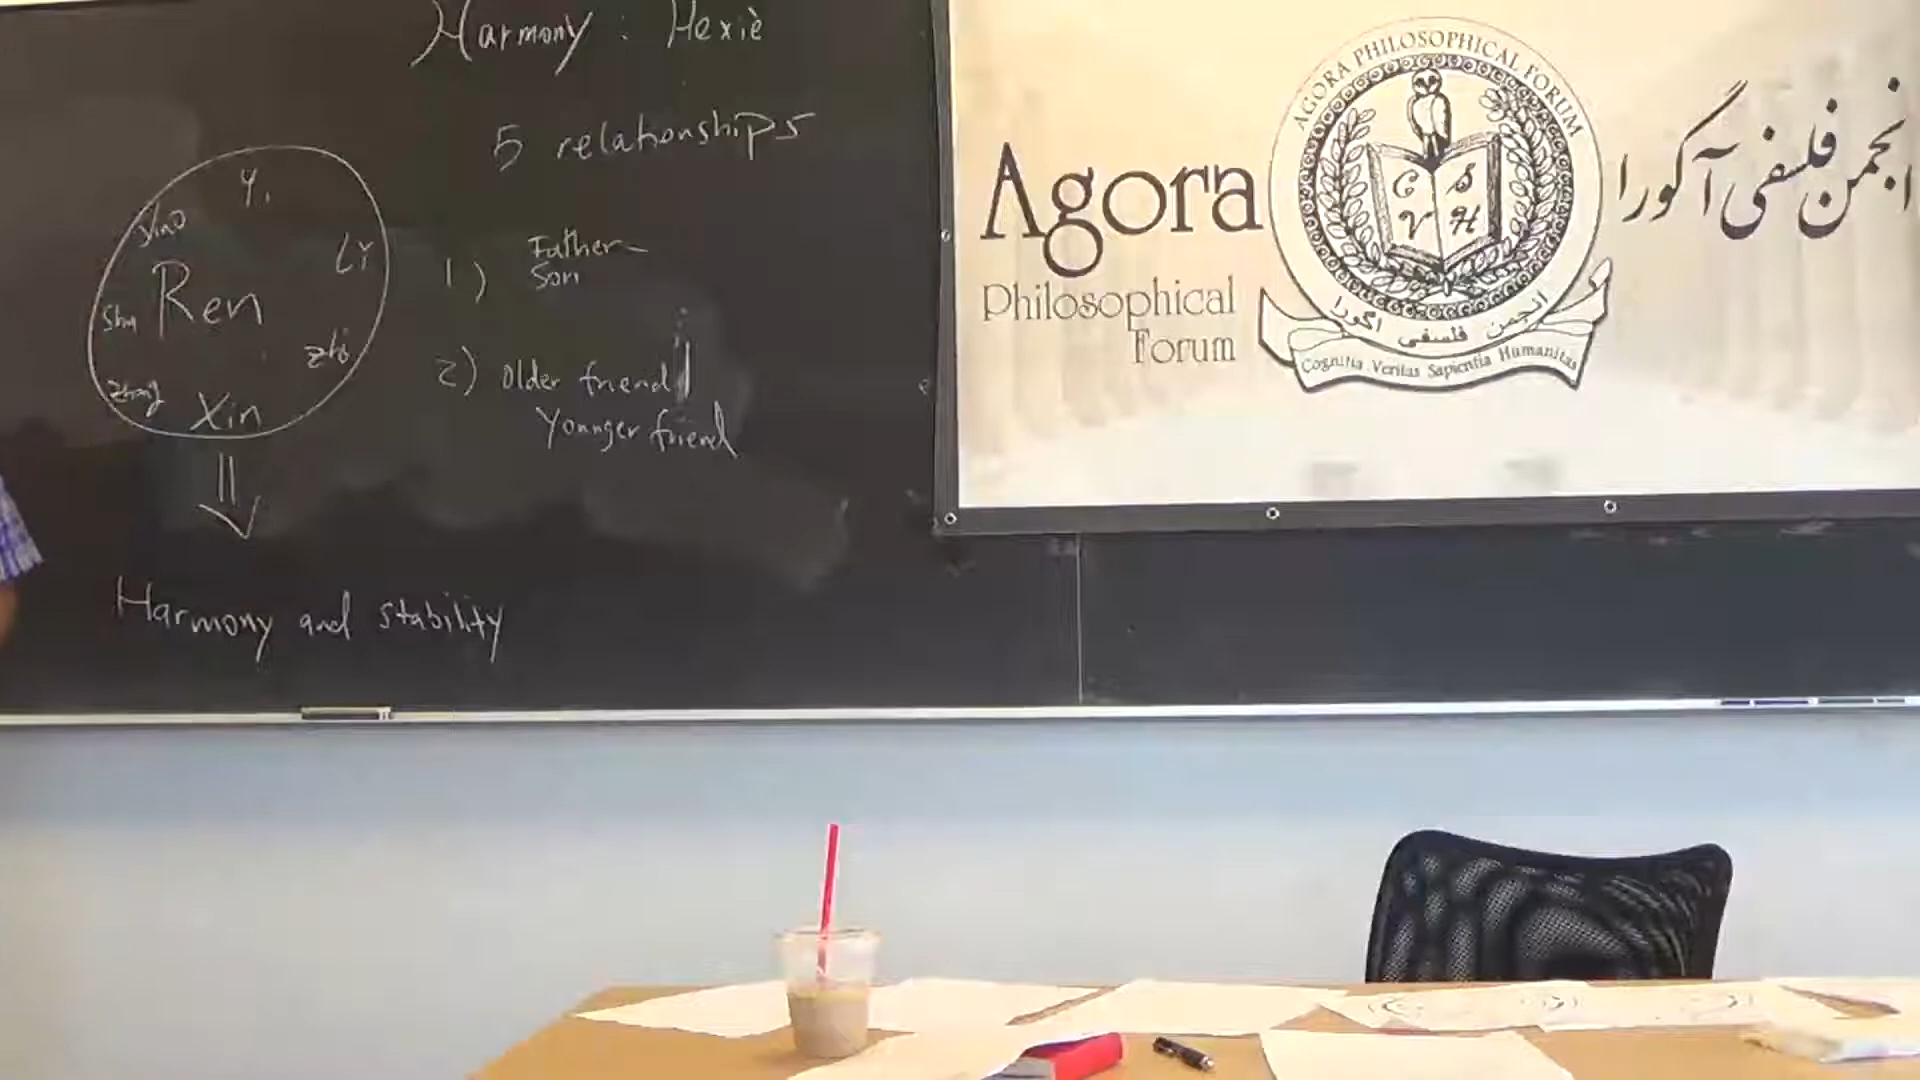 Harmony : Hexiè
5 relationships
Yi
xiao
Li
Ren
Shu
zhi
zhong
Xin
1) Father-
Son
2) Older friend
Younger friend
Harmony and stability
AGORA PHILOSOPHICAL FORUM
C S
V H
Agora
Philosophical
Forum
انجمن فلسفی آگورا
انجمن فلسفی اگورا
Cognitia Veritas Sapientia Humanitas